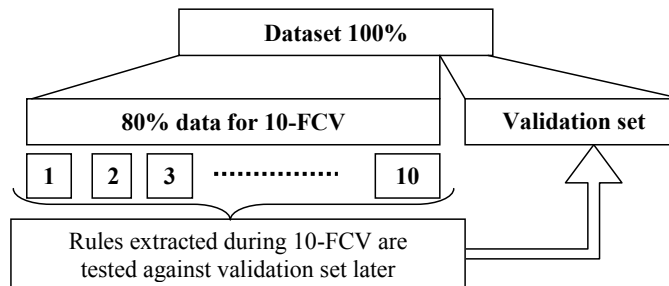 Dataset 100%
80% data for 10-FCV
Validation set
1 2 3 ..................... 10
Rules extracted during 10-FCV are
tested against validation set later